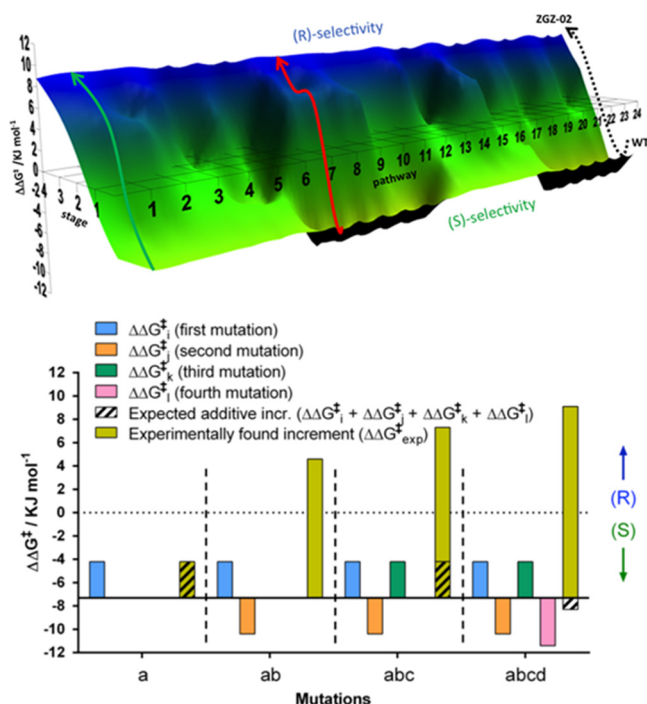 ZGZ-02
(R)-selectivity
ΔΔG‡ / KJ mol⁻¹
12
10
8
6
4
2
0
-2
-4
-6
-8
-10
-12
4
3
2
1
stage
1
2
3
4
5
6
7
8
9
10
11
12
13
14
15
16
17
18
19
20
21
22
23
24
pathway
WT
(S)-selectivity
ΔΔG‡i (first mutation)
ΔΔG‡j (second mutation)
ΔΔG‡k (third mutation)
ΔΔG‡l (fourth mutation)
Expected additive incr. (ΔΔG‡i + ΔΔG‡j + ΔΔG‡k + ΔΔG‡l)
Experimentally found increment (ΔΔG‡exp)
ΔΔG‡ / KJ mol⁻¹
12
10
8
6
4
2
0
-4
-6
-8
-10
-12
(R)
(S)
a
ab
abc
abcd
Mutations